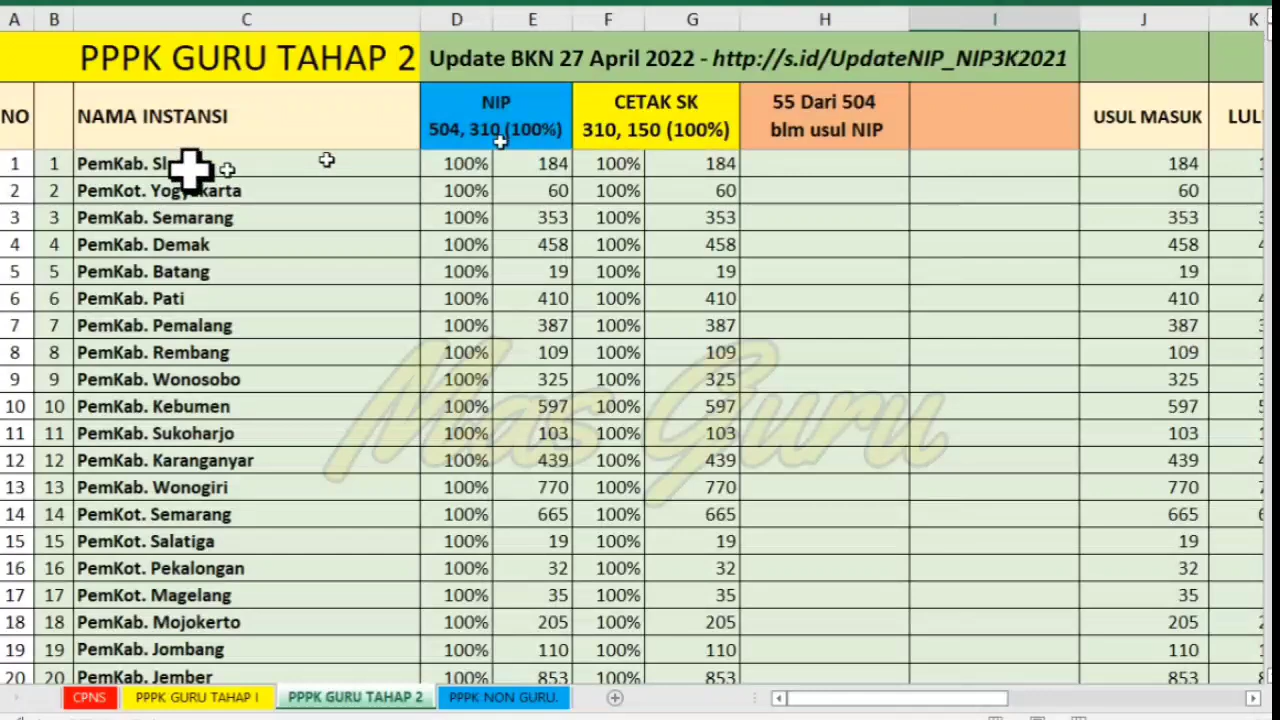 A B C D E F G H I J K
PPPK GURU TAHAP 2 Update BKN 27 April 2022 - http://s.id/UpdateNIP_NIP3K2021
NO NAMA INSTANSI NIP CETAK SK 55 Dari 504 USUL MASUK
504, 310 (100%) 310, 150 (100%) blm usul NIP
1 1 PemKab. 100% 184 100% 184 184
2 2 PemKot. Yogyakarta 100% 60 100% 60 60
3 3 PemKab. Semarang 100% 353 100% 353 353
4 4 PemKab. Demak 100% 458 100% 458 458
5 5 PemKab. Batang 100% 19 100% 19 19
6 6 PemKab. Pati 100% 410 100% 410 410
7 7 PemKab. Pemalang 100% 387 100% 387 387
8 8 PemKab. Rembang 100% 109 100% 109 109
9 9 PemKab. Wonosobo 100% 325 100% 325 325
10 10 PemKab. Kebumen 100% 597 100% 597 597
11 11 PemKab. Sukoharjo 100% 103 100% 103 103
12 12 PemKab. Karanganyar 100% 439 100% 439 439
13 13 PemKab. Wonogiri 100% 770 100% 770 770
14 14 PemKot. Semarang 100% 665 100% 665 665
15 15 PemKot. Salatiga 100% 19 100% 19 19
16 16 PemKot. Pekalongan 100% 32 100% 32 32
17 17 PemKot. Magelang 100% 35 100% 35 35
18 18 PemKab. Mojokerto 100% 205 100% 205 205
19 19 PemKab. Jombang 100% 110 100% 110 110
20 20 PemKab. Jember 100% 853 100% 853 853
Mas Guru
CPNS PPPK GURU TAHAP I PPPK GURU TAHAP 2 PPPK NON GURU.